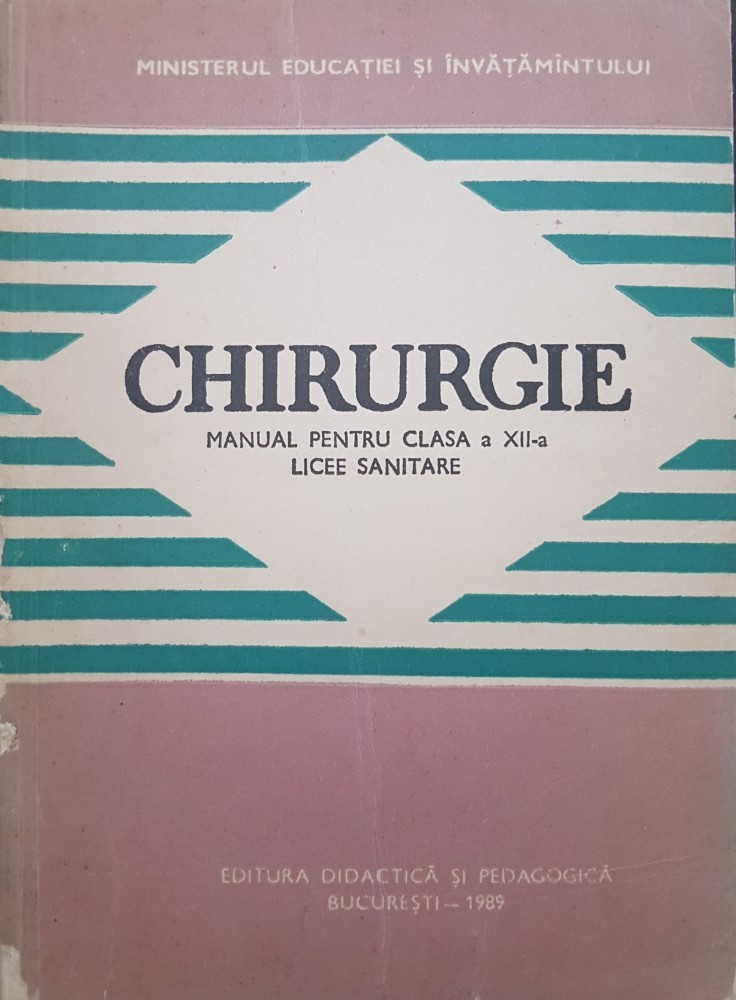 MINISTERUL EDUCAȚIEI ȘI ÎNVĂȚĂMÎNTULUI
CHIRURGIE
MANUAL PENTRU CLASA a XII-a
LICEE SANITARE
EDITURA DIDACTICĂ ȘI PEDAGOGICĂ
BUCUREȘTI — 1989